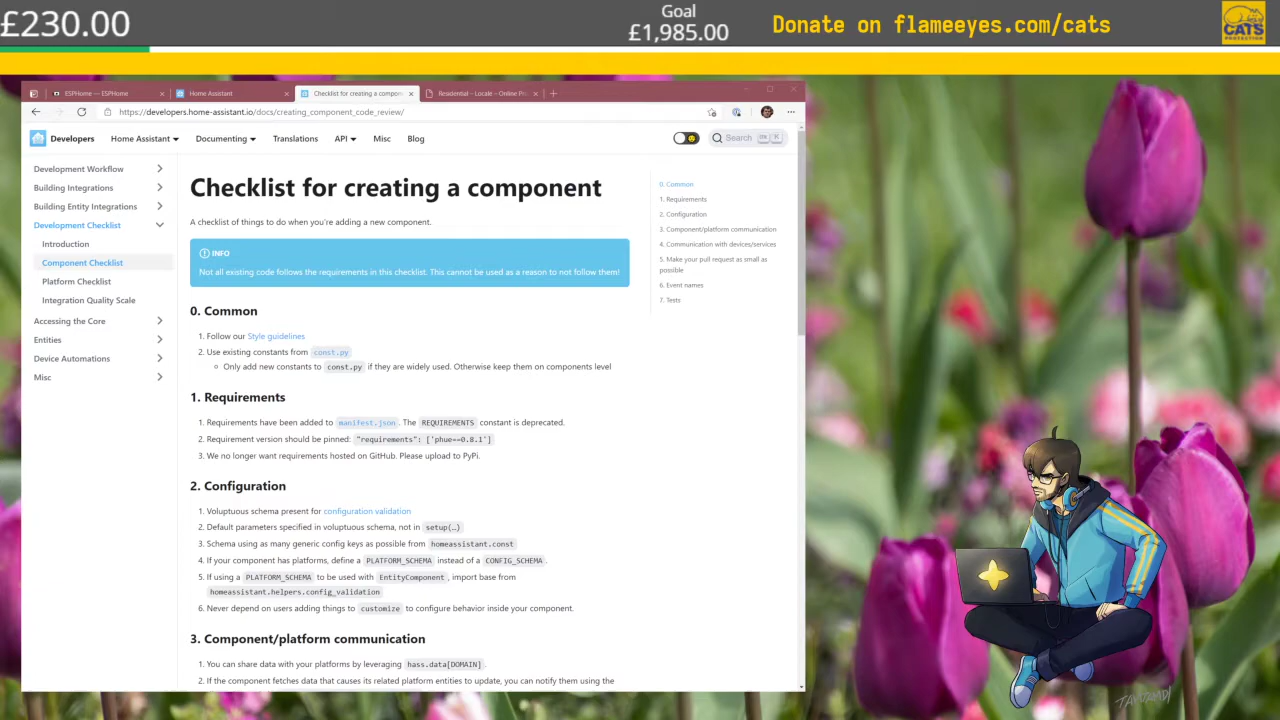 £230.00
Goal
£1,985.00
Donate on flameeyes.com/cats
CATS
PROTECTION
ESPHome — ESPHome
Home Assistant
Checklist for creating a compon
Residential – Locale – Online Pr
https://developers.home-assistant.io/docs/creating_component_code_review/
Developers
Home Assistant
Documenting
Translations
API
Misc
Blog
Search
Development Workflow
Building Integrations
Building Entity Integrations
Development Checklist
Introduction
Component Checklist
Platform Checklist
Integration Quality Scale
Accessing the Core
Entities
Device Automations
Misc
Checklist for creating a component
A checklist of things to do when you're adding a new component.
INFO
Not all existing code follows the requirements in this checklist. This cannot be used as a reason to not follow them!
0. Common
1. Follow our Style guidelines
2. Use existing constants from const.py
Only add new constants to const.py if they are widely used. Otherwise keep them on components level
1. Requirements
1. Requirements have been added to manifest.json. The REQUIREMENTS constant is deprecated.
2. Requirement version should be pinned: "requirements": ['phue==0.8.1']
3. We no longer want requirements hosted on GitHub. Please upload to PyPi.
2. Configuration
1. Voluptuous schema present for configuration validation
2. Default parameters specified in voluptuous schema, not in setup(…)
3. Schema using as many generic config keys as possible from homeassistant.const
4. If your component has platforms, define a PLATFORM_SCHEMA instead of a CONFIG_SCHEMA.
5. If using a PLATFORM_SCHEMA to be used with EntityComponent, import base from
homeassistant.helpers.config_validation
6. Never depend on users adding things to customize to configure behavior inside your component.
3. Component/platform communication
1. You can share data with your platforms by leveraging hass.data[DOMAIN].
2. If the component fetches data that causes its related platform entities to update, you can notify them using the
0. Common
1. Requirements
2. Configuration
3. Component/platform communication
4. Communication with devices/services
5. Make your pull request as small as
possible
6. Event names
7. Tests